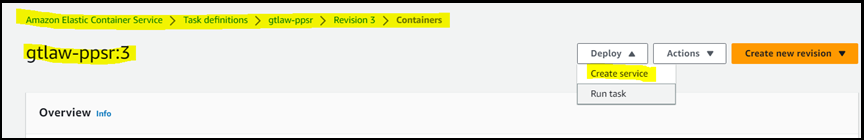 Amazon Elastic Container Service > Task definitions > gtlaw-ppsr > Revision 3 > Containers
gtlaw-ppsr:3
Deploy ▲ Actions ▼ Create new revision ▼
Create service
Run task
Overview Info